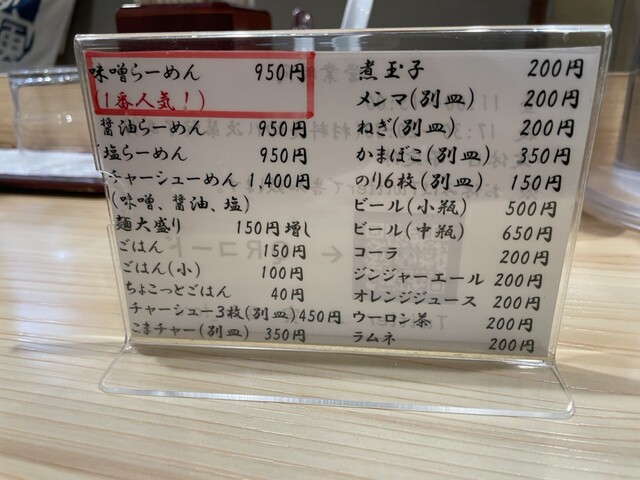 味噌らーめん 950円
(1番人気!)
醤油らーめん 950円
塩らーめん 950円
チャーシューめん 1,400円
(味噌、醤油、塩)
麺大盛り 150円増し
ごはん 150円
ごはん(小) 100円
ちょこっとごはん 40円
チャーシュー3枚(別皿) 450円
こまチャー(別皿) 350円
煮玉子 200円
メンマ(別皿) 200円
ねぎ(別皿) 200円
かまぼこ(別皿) 350円
のり6枚(別皿) 150円
ビール(小瓶) 500円
ビール(中瓶) 650円
コーラ 200円
ジンジャーエール 200円
オレンジジュース 200円
ウーロン茶 200円
ラムネ 200円